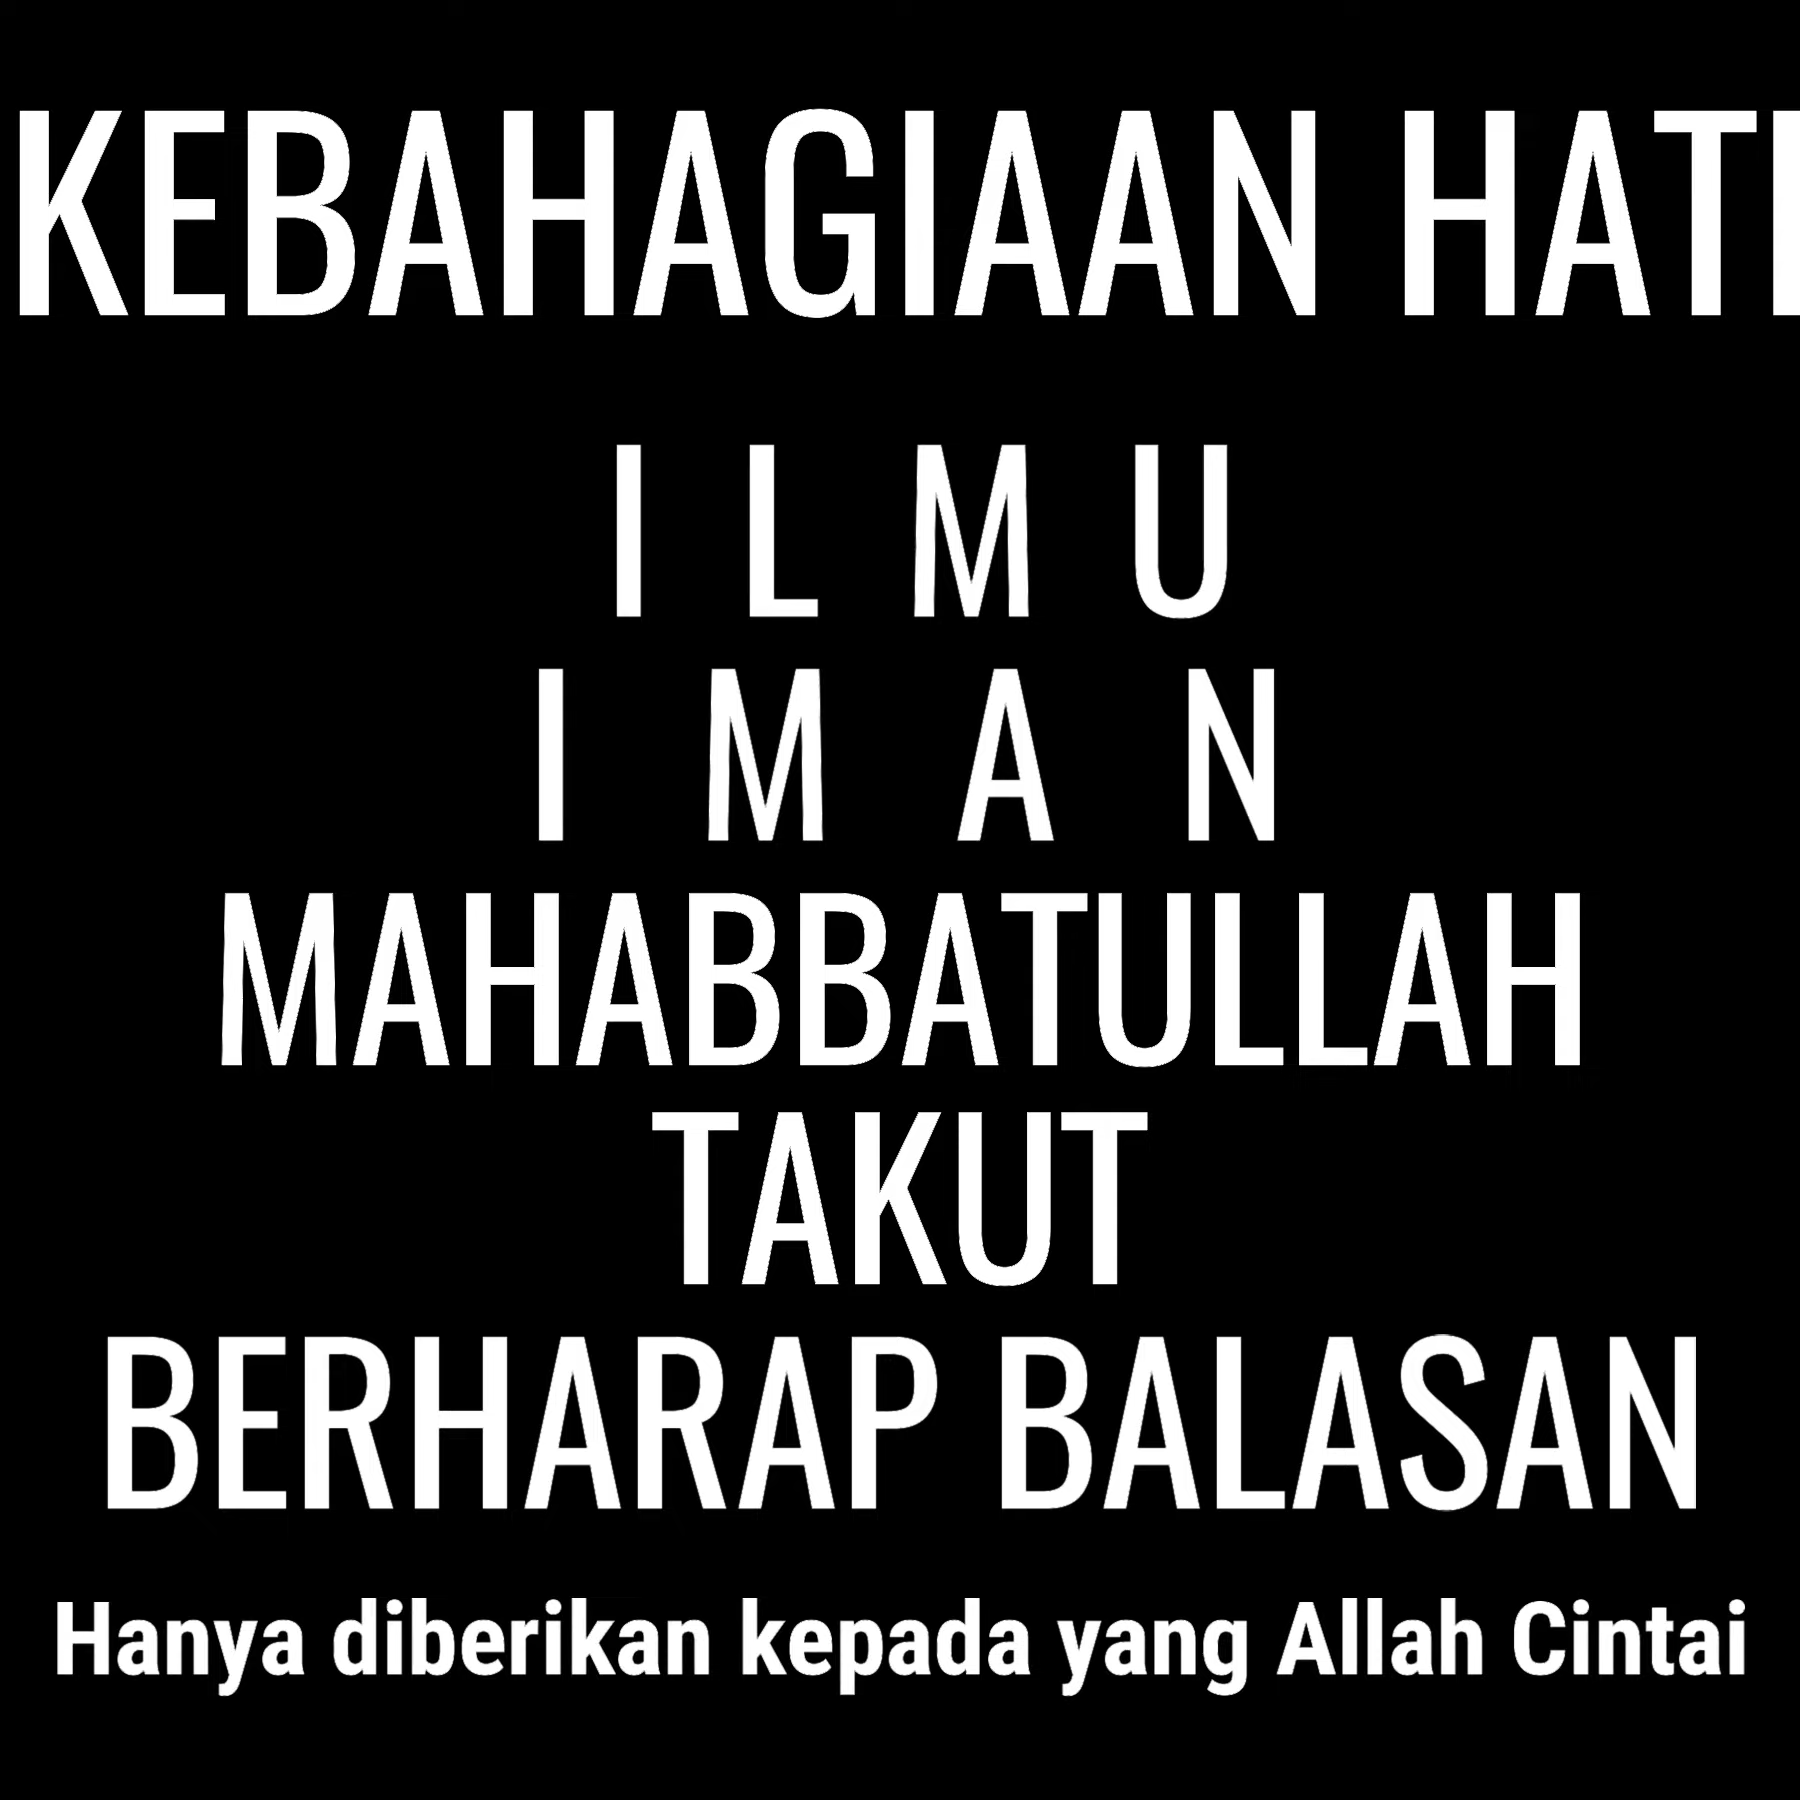 KEBAHAGIAAN HATI
I L M U
I M A N
MAHABBATULLAH
TAKUT
BERHARAP BALASAN
Hanya diberikan kepada yang Allah Cintai